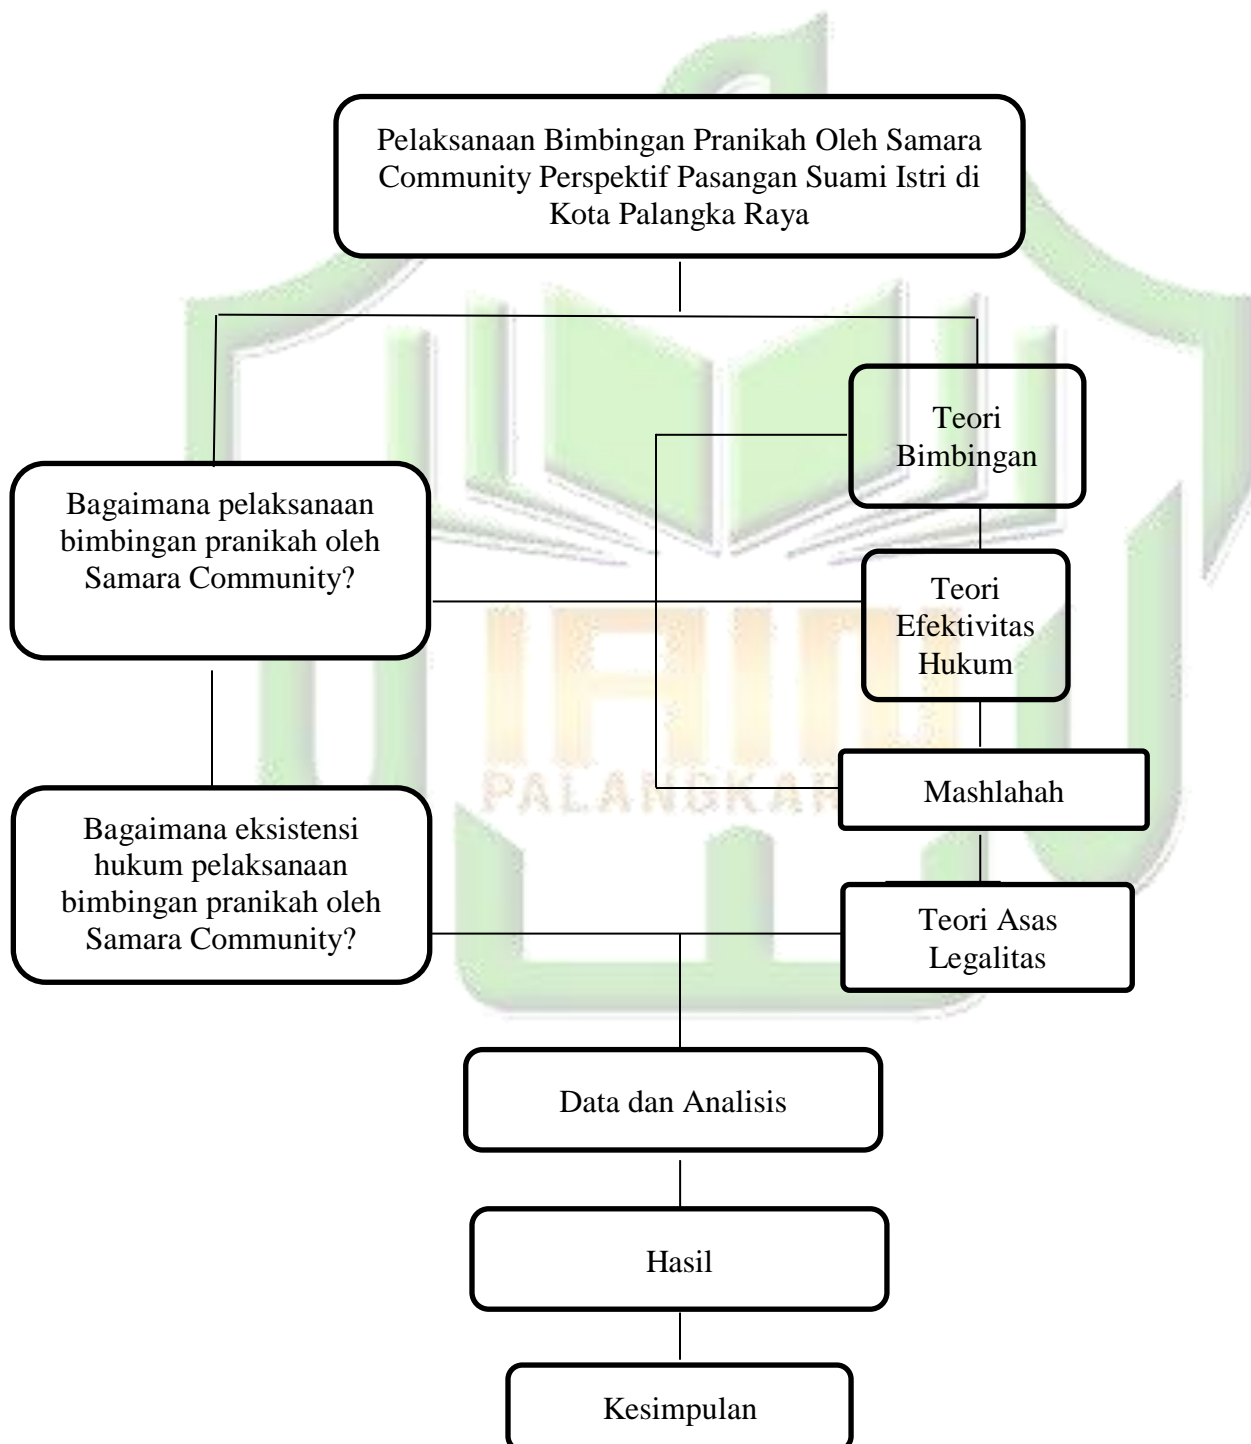 Pelaksanaan Bimbingan Pranikah Oleh Samara
Community Perspektif Pasangan Suami Istri di
Kota Palangka Raya
Teori
Bimbingan
Bagaimana pelaksanaan
bimbingan pranikah oleh
Samara Community?
Teori
Efektivitas
Hukum
IAIN
Mashlahah
Bagaimana eksistensi
hukum pelaksanaan
bimbingan pranikah oleh
Samara Community?
Teori Asas
Legalitas
Data dan Analisis
Hasil
Kesimpulan